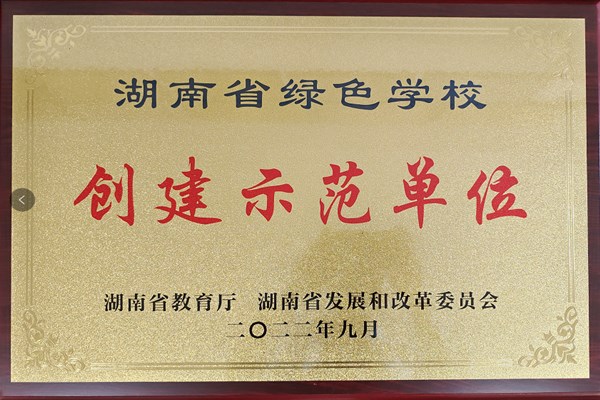 湖南省绿色学校
创建示范单位
湖南省教育厅 湖南省发展和改革委员会
二〇二二年九月